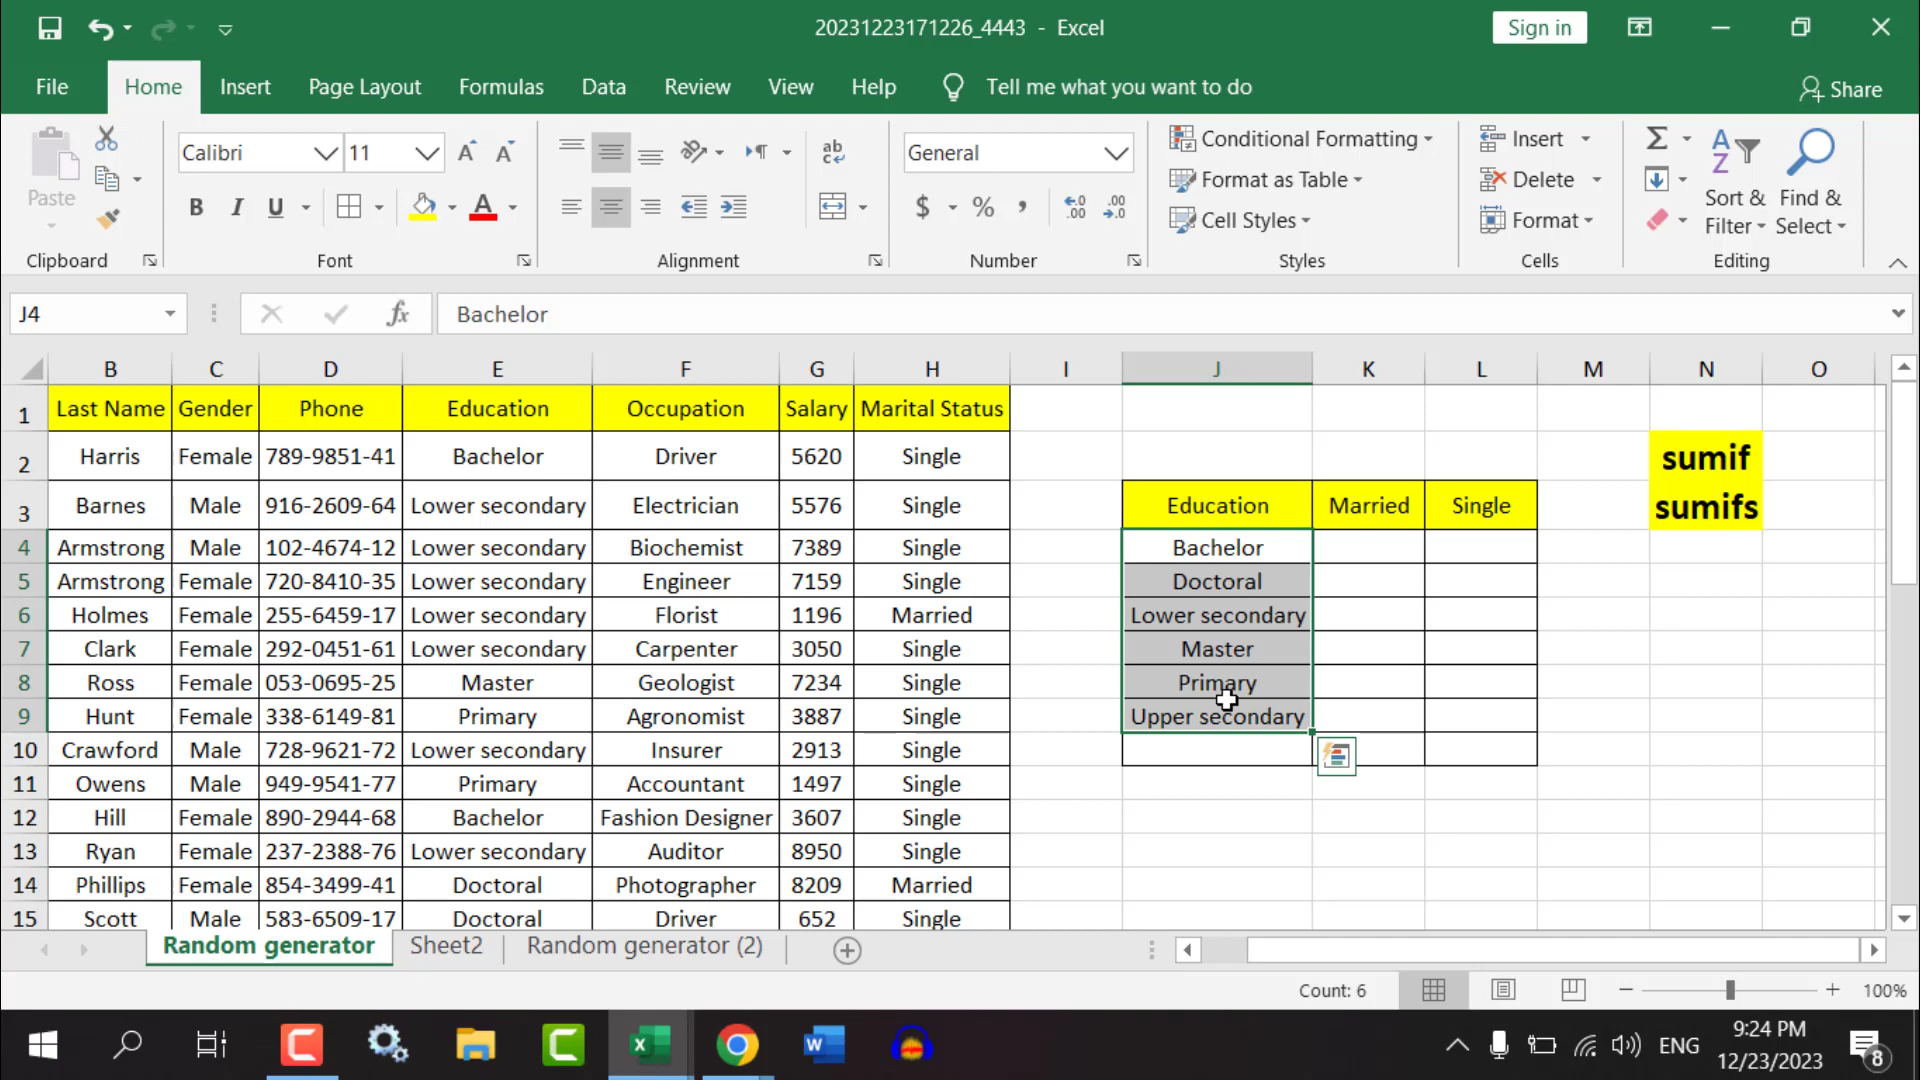 20231223171226_4443 - Excel
Sign in
File Home Insert Page Layout Formulas Data Review View Help Tell me what you want to do Share
Paste
Calibri 11
General
Conditional Formatting
Format as Table
Cell Styles
Insert
Delete
Format
Sort & Filter
Find & Select
Clipboard Font Alignment Number Styles Cells Editing
J4 Bachelor
B C D E F G H I J K L M N O
1 Last Name Gender Phone Education Occupation Salary Marital Status
2 Harris Female 789-9851-41 Bachelor Driver 5620 Single sumif
3 Barnes Male 916-2609-64 Lower secondary Electrician 5576 Single Education Married Single sumifs
4 Armstrong Male 102-4674-12 Lower secondary Biochemist 7389 Single Bachelor
5 Armstrong Female 720-8410-35 Lower secondary Engineer 7159 Single Doctoral
6 Holmes Female 255-6459-17 Lower secondary Florist 1196 Married Lower secondary
7 Clark Female 292-0451-61 Lower secondary Carpenter 3050 Single Master
8 Ross Female 053-0695-25 Master Geologist 7234 Single Primary
9 Hunt Female 338-6149-81 Primary Agronomist 3887 Single Upper secondary
10 Crawford Male 728-9621-72 Lower secondary Insurer 2913 Single
11 Owens Male 949-9541-77 Primary Accountant 1497 Single
12 Hill Female 890-2944-68 Bachelor Fashion Designer 3607 Single
13 Ryan Female 237-2388-76 Lower secondary Auditor 8950 Single
14 Phillips Female 854-3499-41 Doctoral Photographer 8209 Married
15 Scott Male 583-6509-17 Doctoral Driver 652 Single
Random generator Sheet2 Random generator (2)
Count: 6 100%
ENG 9:24 PM
12/23/2023 8